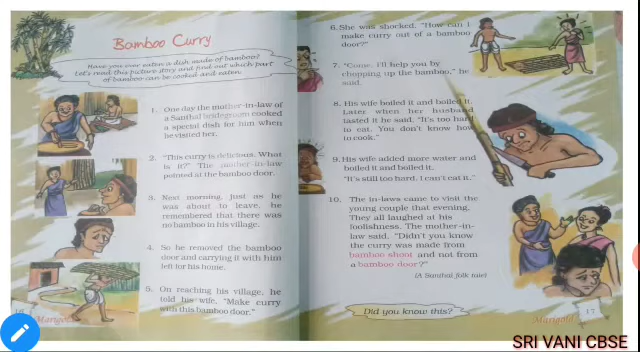 Bamboo Curry
Have you ever eaten a dish made of bamboo?
Let's read this picture story and find out which part
of bamboo can be cooked and eaten
1. One day the mother-in-law of
a Santhal bridegroom cooked
a special dish for him when
he visited her.
2. "This curry is delicious. What
is it?" The mother-in-law
pointed at the bamboo door.
3. Next morning, just as he
was about to leave, he
remembered that there was
no bamboo in his village.
4. So he removed the bamboo
door and carrying it with him
left for his home.
5. On reaching his village, he
told his wife, "Make curry
with this bamboo door."
Marigold
6. She was shocked. "How can I
make curry out of a bamboo
door?"
7. "Come, I'll help you by
chopping up the bamboo," he
said.
8. His wife boiled it and boiled it.
Later when her husband
tasted it he said, "It's too hard
to eat. You don't know how
to cook."
9. His wife added more water and
boiled it and boiled it.
"It's still too hard. I can't eat it."
10. The in-laws came to visit the
young couple that evening.
They all laughed at his
foolishness. The mother-in-
law said, "Didn't you know
the curry was made from
bamboo shoot and not from
a bamboo door?"
(A Santhal folk tale)
Did you know this?
Marigold
17
SRI VANI CBSE